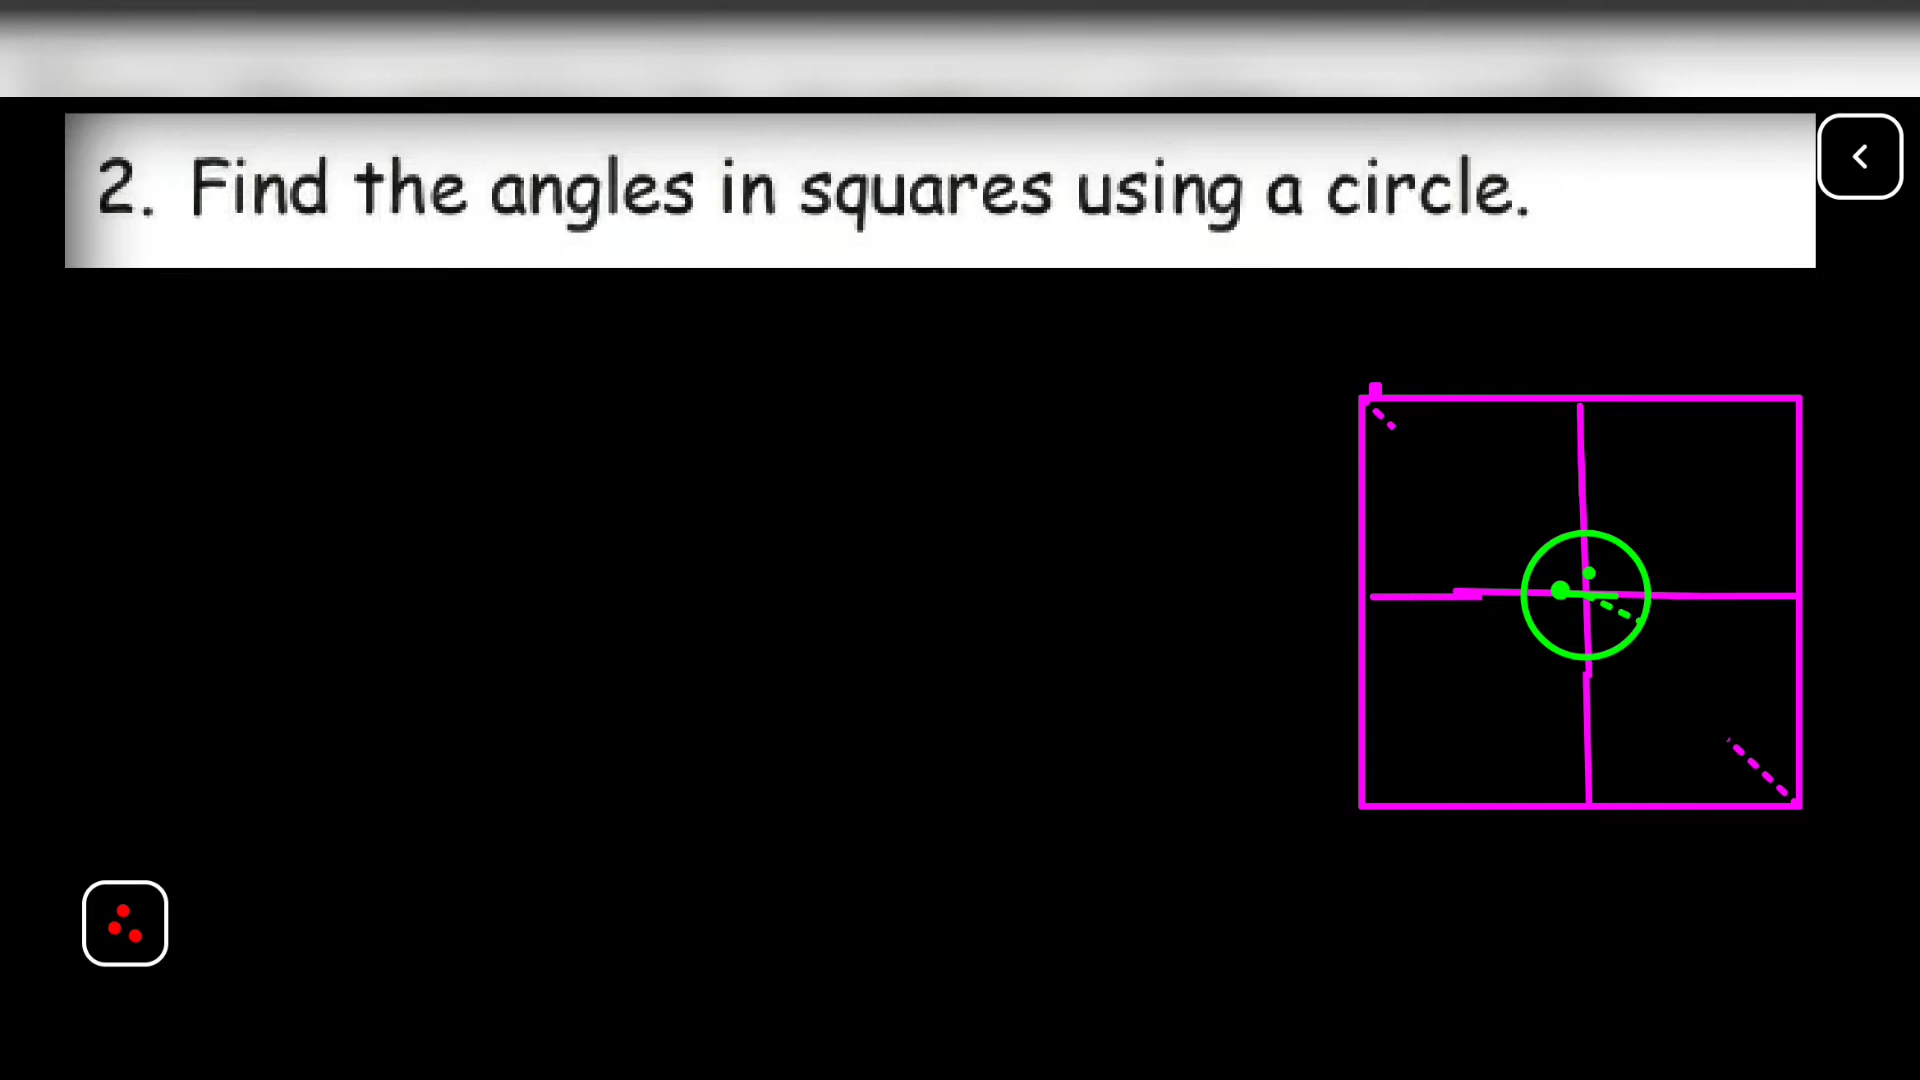 2. Find the angles in squares using a circle.